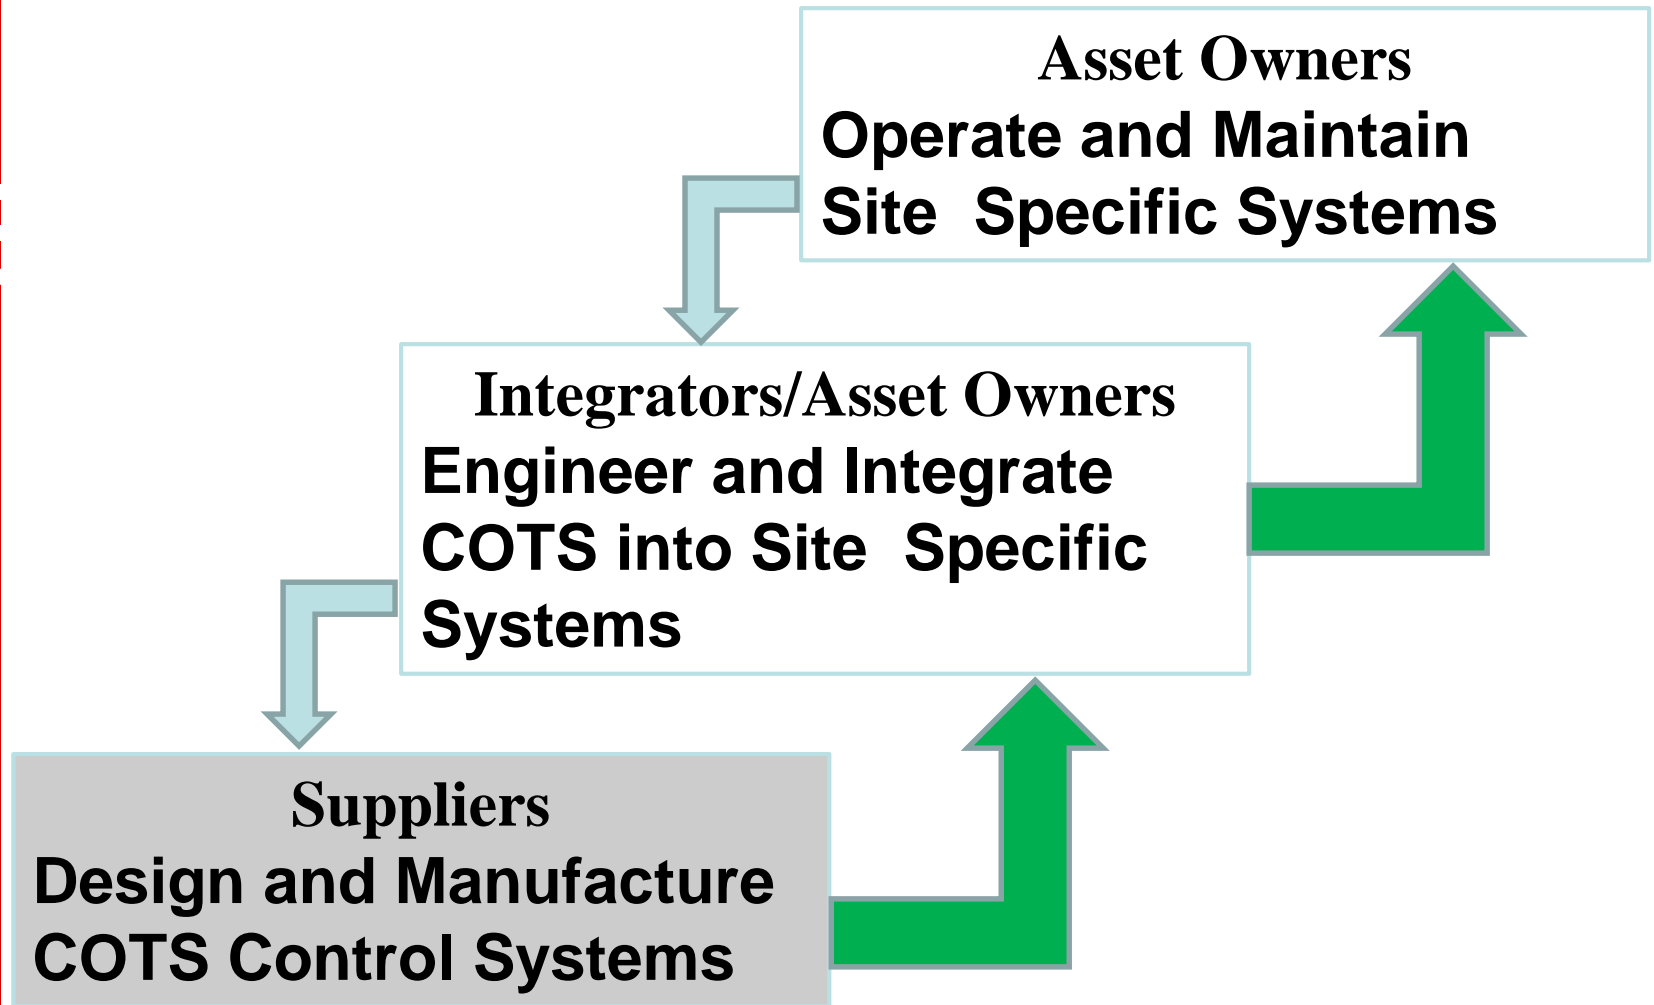 Asset Owners
Operate and Maintain
Site  Specific Systems
Integrators/Asset Owners
Engineer and Integrate
COTS into Site  Specific
Systems
Suppliers
Design and Manufacture
COTS Control Systems